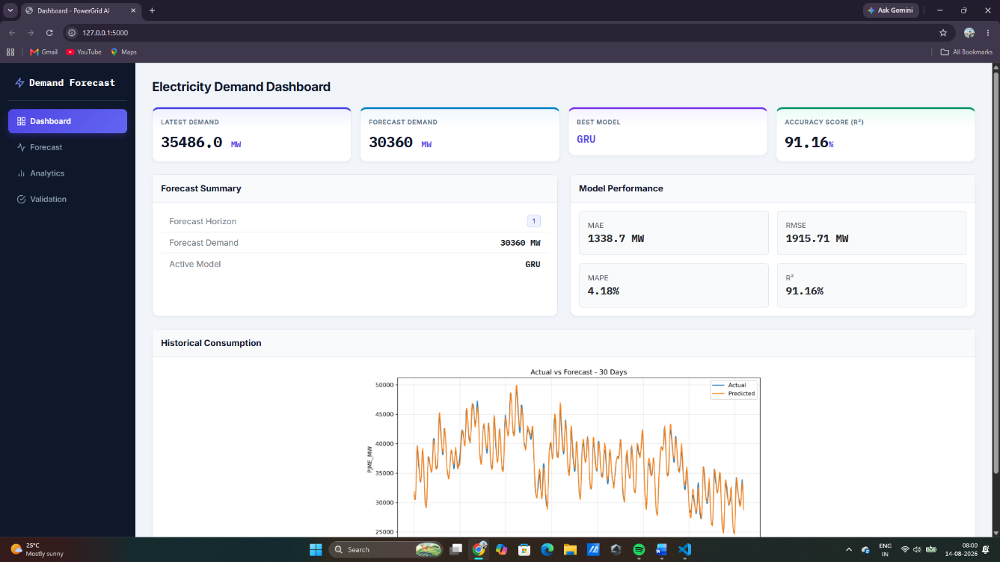 Dashboard - PowerGrid AI
Ask Gemini
127.0.0.1:5000
Gmail
YouTube
Maps
All Bookmarks
Demand Forecast
Dashboard
Forecast
Analytics
Validation
Electricity Demand Dashboard
LATEST DEMAND
35486.0 MW
FORECAST DEMAND
30360 MW
BEST MODEL
GRU
ACCURACY SCORE (R²)
91.16%
Forecast Summary
Forecast Horizon 1
Forecast Demand 30360 MW
Active Model GRU
Model Performance
MAE
1338.7 MW
RMSE
1915.71 MW
MAPE
4.18%
R²
91.16%
Historical Consumption
Actual vs Forecast - 30 Days
Actual
Predicted
50000
45000
40000
35000
30000
25000
PJME_MW
25°C
Mostly sunny
Search
ENG
IN
08:00
14-08-2026